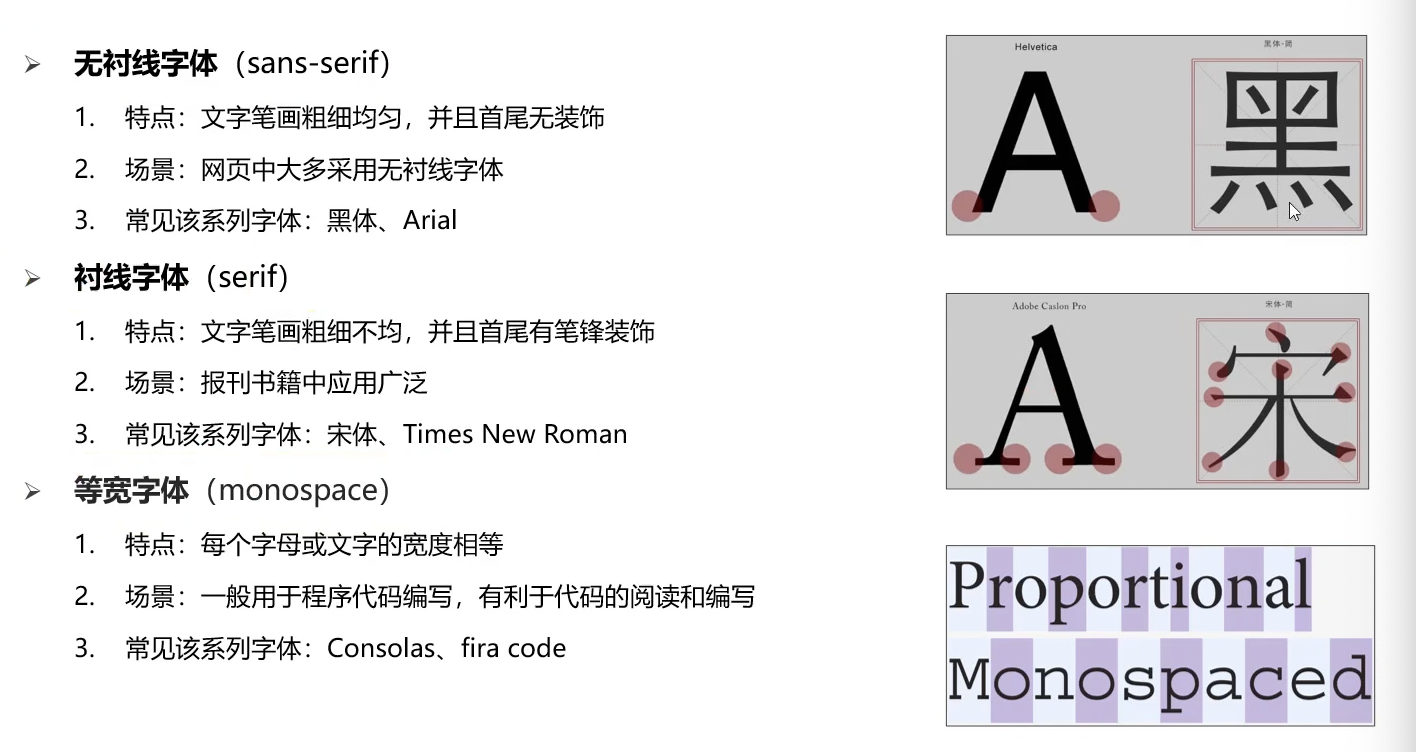 ➢ 无衬线字体（sans-serif）
1. 特点：文字笔画粗细均匀，并且首尾无装饰
2. 场景：网页中大多采用无衬线字体
3. 常见该系列字体：黑体、Arial
➢ 衬线字体（serif）
1. 特点：文字笔画粗细不均，并且首尾有笔锋装饰
2. 场景：报刊书籍中应用广泛
3. 常见该系列字体：宋体、Times New Roman
➢ 等宽字体（monospace）
1. 特点：每个字母或文字的宽度相等
2. 场景：一般用于程序代码编写，有利于代码的阅读和编写
3. 常见该系列字体：Consolas、fira code
Helvetica
A
黑体-简
黑
Adobe Caslon Pro
A
宋体-简
宋
Proportional
Monospaced